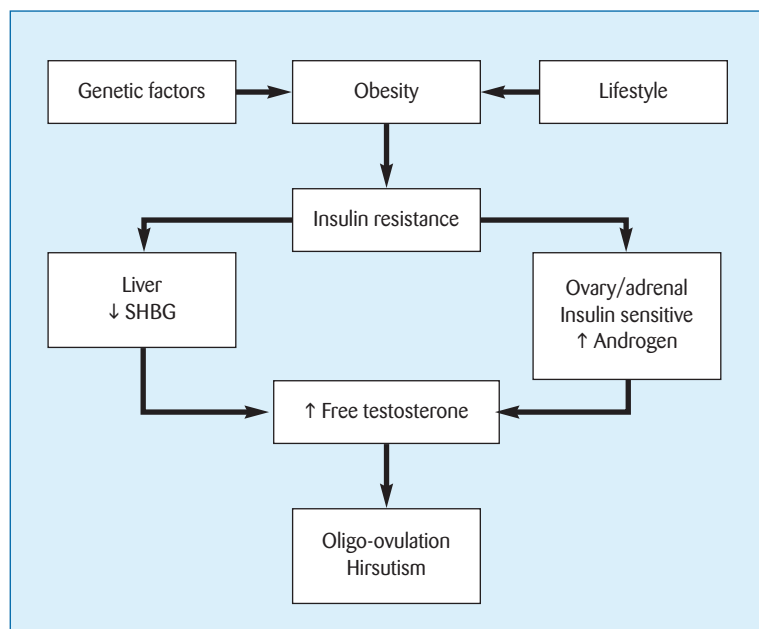 Genetic factors
Obesity
Lifestyle
Insulin resistance
Liver
↓ SHBG
Ovary/adrenal
Insulin sensitive
↑ Androgen
↑ Free testosterone
Oligo-ovulation
Hirsutism